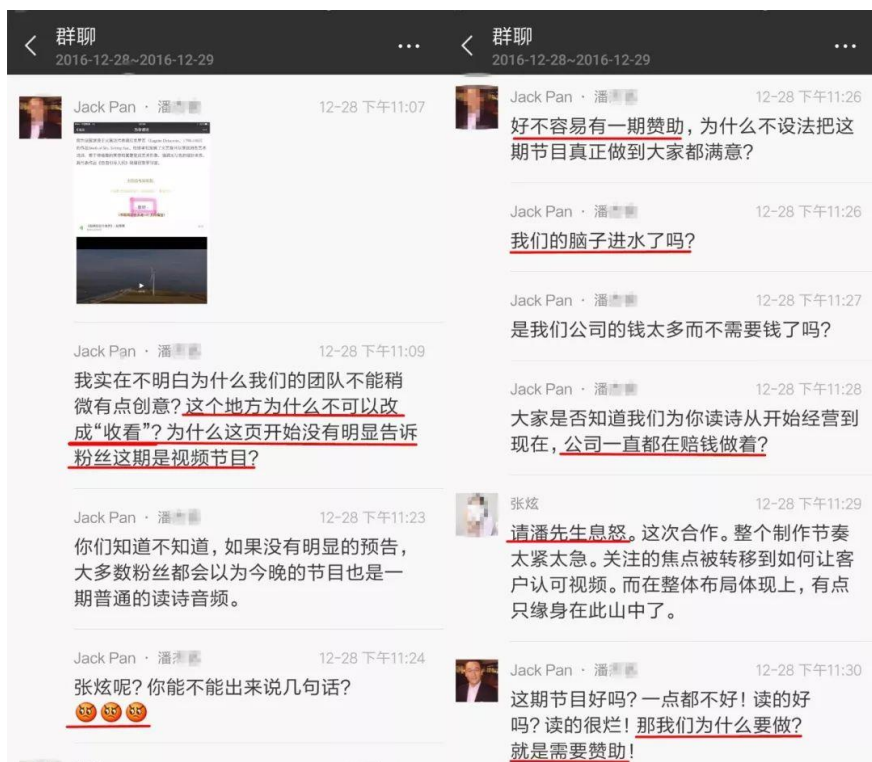 群聊
2016-12-28~2016-12-29
Jack Pan · 潘
12-28 下午11:07
Jack Pan · 潘
12-28 下午11:09
我实在不明白为什么我们的团队不能稍
微有点创意?这个地方为什么不可以改
成“收看”?为什么这页开始没有明显告诉
粉丝这期是视频节目?
Jack Pan · 潘
12-28 下午11:23
你们知道不知道，如果没有明显的预告，
大多数粉丝都会以为今晚的节目也是一
期普通的读诗音频。
Jack Pan · 潘
12-28 下午11:24
张炫呢?你能不能出来说几句话?
群聊
2016-12-28~2016-12-29
Jack Pan · 潘
12-28 下午11:26
好不容易有一期赞助，为什么不设法把这
期节目真正做到大家都满意?
Jack Pan · 潘
12-28 下午11:26
我们的脑子进水了吗?
Jack Pan · 潘
12-28 下午11:27
是我们公司的钱太多而不需要钱了吗?
Jack Pan · 潘
12-28 下午11:28
大家是否知道我们为你读诗从开始经营到
现在，公司一直都在赔钱做着?
张炫
12-28 下午11:29
请潘先生息怒。这次合作。整个制作节奏
太紧太急。关注的焦点被转移到如何让客
户认可视频。而在整体布局体现上，有点
只缘身在此山中了。
Jack Pan · 潘
12-28 下午11:30
这期节目好吗?一点都不好!读的好
吗?读的很烂!那我们为什么要做?
就是需要赞助!